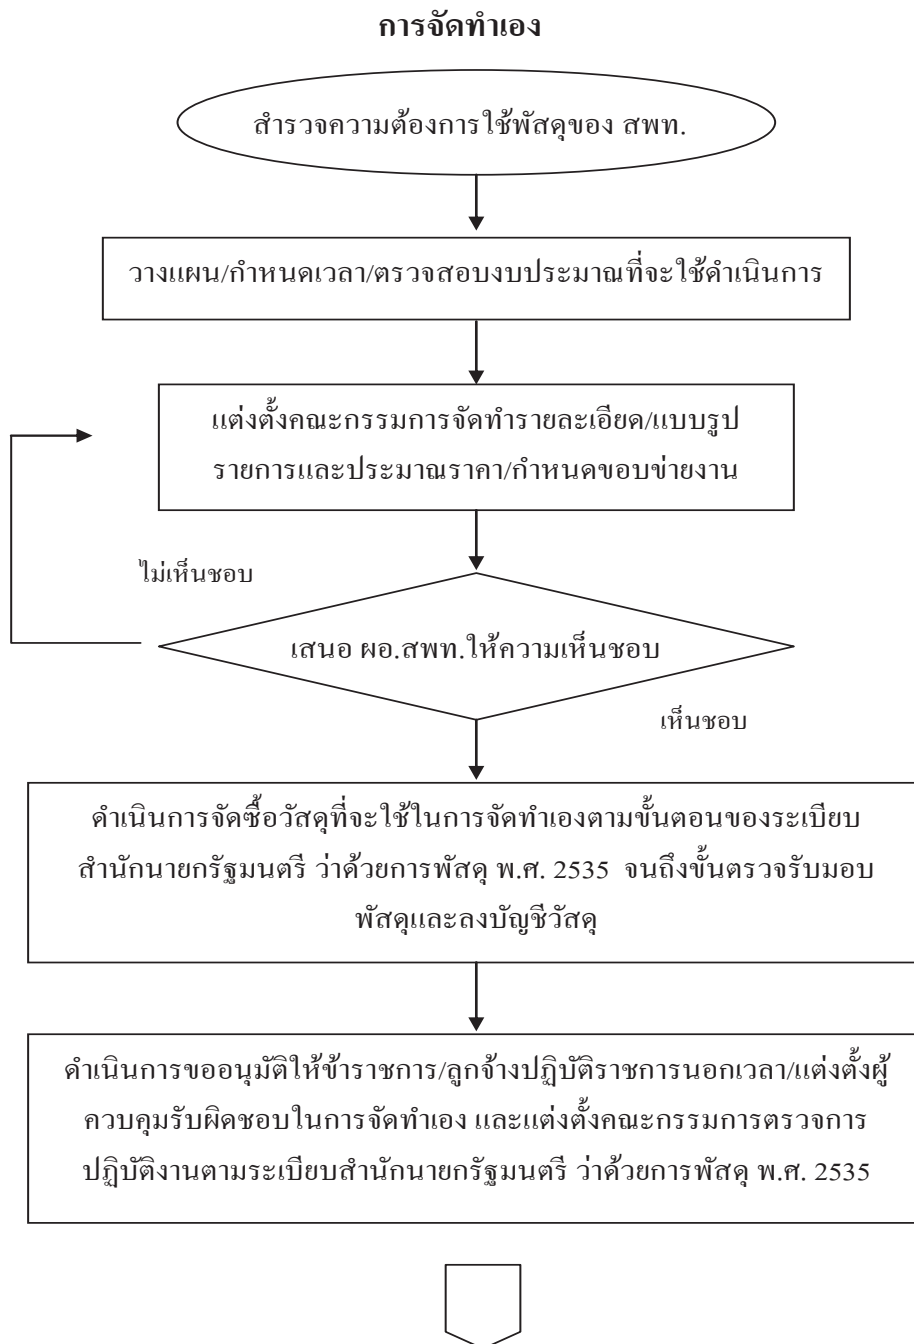 การจัดทำเอง
สำรวจความต้องการใช้พัสดุของ สพท.
วางแผน/กำหนดเวลา/ตรวจสอบงบประมาณที่จะใช้ดำเนินการ
แต่งตั้งคณะกรรมการจัดทำรายละเอียด/แบบรูป
รายการและประมาณราคา/กำหนดขอบข่ายงาน
ไม่เห็นชอบ
เสนอ ผอ.สพท.ให้ความเห็นชอบ
เห็นชอบ
ดำเนินการจัดซื้อวัสดุที่จะใช้ในการจัดทำเองตามขั้นตอนของระเบียบ
สำนักนายกรัฐมนตรี ว่าด้วยการพัสดุ พ.ศ. 2535 จนถึงขั้นตรวจรับมอบ
พัสดุและลงบัญชีวัสดุ
ดำเนินการขออนุมัติให้ข้าราชการ/ลูกจ้างปฏิบัติราชการนอกเวลา/แต่งตั้งผู้
ควบคุมรับผิดชอบในการจัดทำเอง และแต่งตั้งคณะกรรมการตรวจการ
ปฏิบัติงานตามระเบียบสำนักนายกรัฐมนตรี ว่าด้วยการพัสดุ พ.ศ. 2535